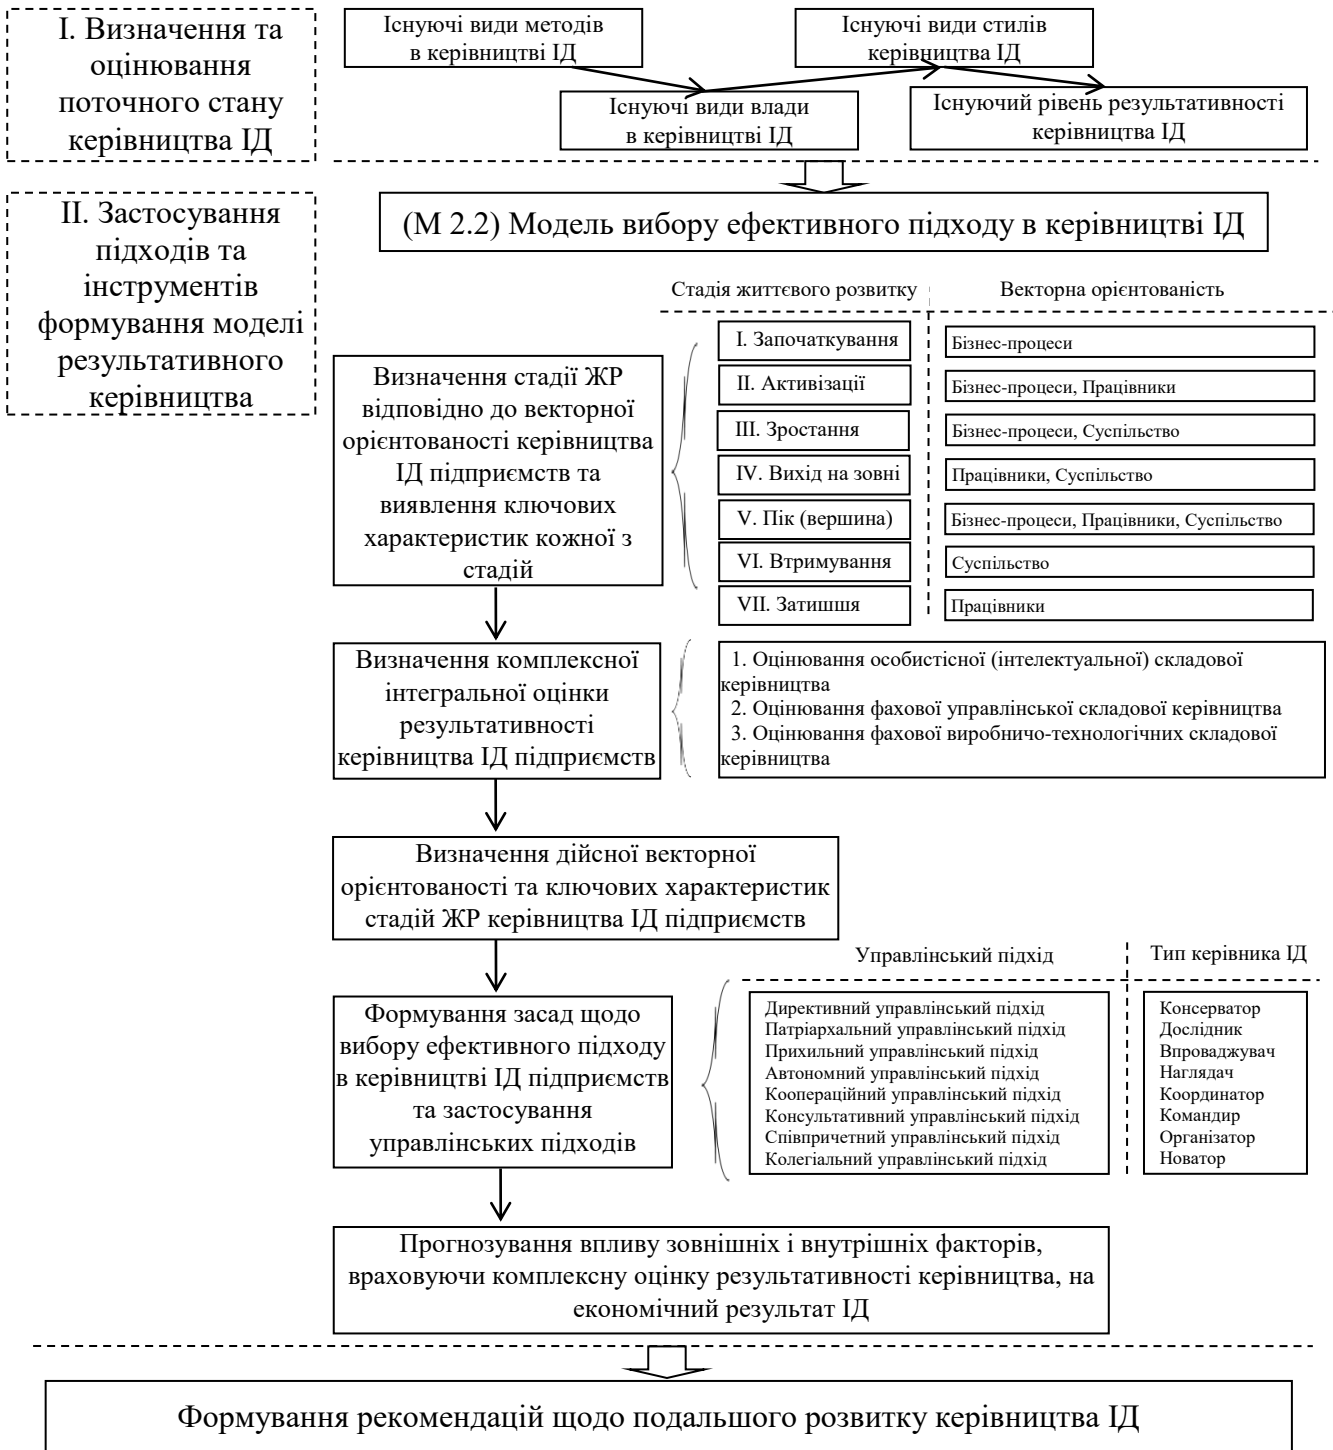 І. Визначення та
оцінювання
поточного стану
керівництва ІД
Існуючі види методів
в керівництві ІД
Існуючі види стилів
керівництва ІД
Існуючі види влади
в керівництві ІД
Існуючий рівень результативності
керівництва ІД
ІІ. Застосування
підходів та
інструментів
формування моделі
результативного
керівництва
(М 2.2) Модель вибору ефективного підходу в керівництві ІД
Стадія життєвого розвитку
Векторна орієнтованість
Визначення стадії ЖР
відповідно до векторної
орієнтованості керівництва
ІД підприємств та
виявлення ключових
характеристик кожної з
стадій
І. Започаткування
Бізнес-процеси
ІІ. Активізації
Бізнес-процеси, Працівники
ІІІ. Зростання
Бізнес-процеси, Суспільство
IV. Вихід на зовні
Працівники, Суспільство
V. Пік (вершина)
Бізнес-процеси, Працівники, Суспільство
VI. Втримування
Суспільство
VII. Затишшя
Працівники
Визначення комплексної
інтегральної оцінки
результативності
керівництва ІД підприємств
1. Оцінювання особистісної (інтелектуальної) складової
керівництва
2. Оцінювання фахової управлінської складової керівництва
3. Оцінювання фахової виробничо-технологічних складової
керівництва
Визначення дійсної векторної
орієнтованості та ключових характеристик
стадій ЖР керівництва ІД підприємств
Управлінський підхід
Тип керівника ІД
Формування засад щодо
вибору ефективного підходу
в керівництві ІД підприємств
та застосування
управлінських підходів
Директивний управлінський підхід
Патріархальний управлінський підхід
Прихильний управлінський підхід
Автономний управлінський підхід
Коопераційний управлінський підхід
Консультативний управлінський підхід
Співпричетний управлінський підхід
Колегіальний управлінський підхід
Консерватор
Дослідник
Впроваджувач
Наглядач
Координатор
Командир
Організатор
Новатор
Прогнозування впливу зовнішніх і внутрішніх факторів,
враховуючи комплексну оцінку результативності керівництва, на
економічний результат ІД
Формування рекомендацій щодо подальшого розвитку керівництва ІД